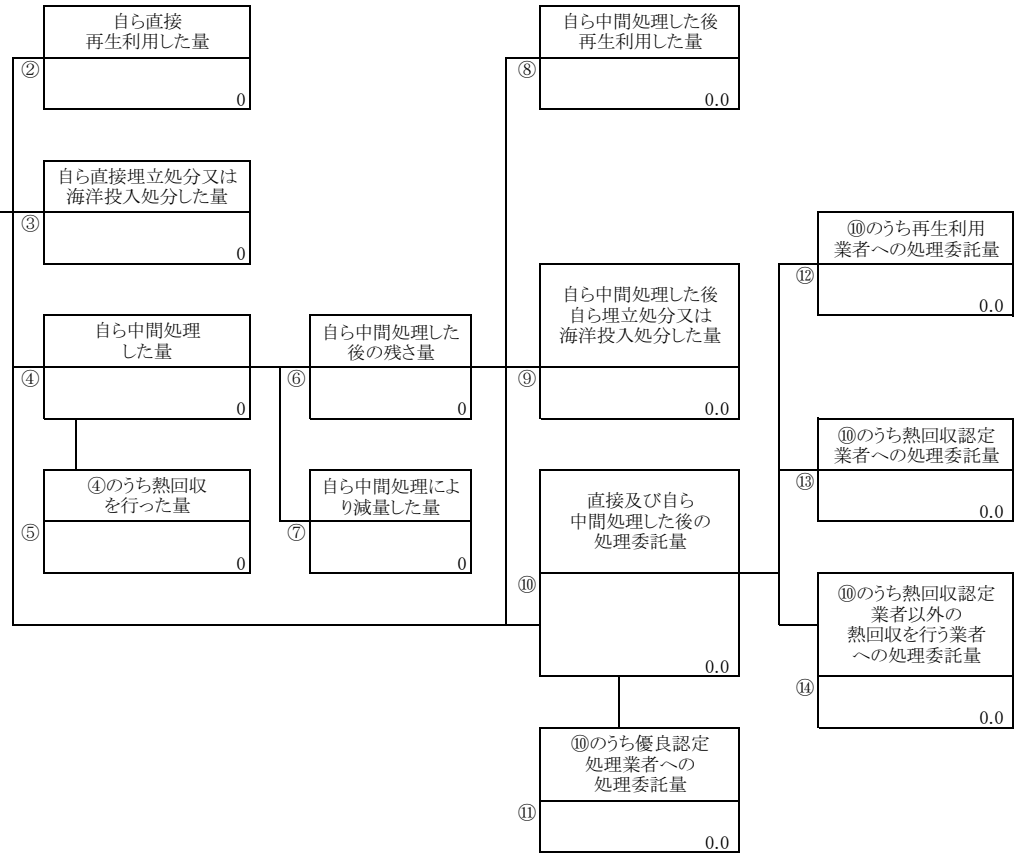 自ら直接
再生利用した量
②
0
自ら直接埋立処分又は
海洋投入処分した量
③
0
自ら中間処理
した量
④
0
④のうち熱回収
を行った量
⑤
0
自ら中間処理した
後の残さ量
⑥
0
自ら中間処理によ
り減量した量
⑦
0
自ら中間処理した後
再生利用した量
⑧
0.0
自ら中間処理した後
自ら埋立処分又は
海洋投入処分した量
⑨
0.0
直接及び自ら
中間処理した後の
処理委託量
⑩
0.0
⑩のうち優良認定
処理業者への
処理委託量
⑪
0.0
⑩のうち再生利用
業者への処理委託量
⑫
0.0
⑩のうち熱回収認定
業者への処理委託量
⑬
0.0
⑩のうち熱回収認定
業者以外の
熱回収を行う業者
への処理委託量
⑭
0.0